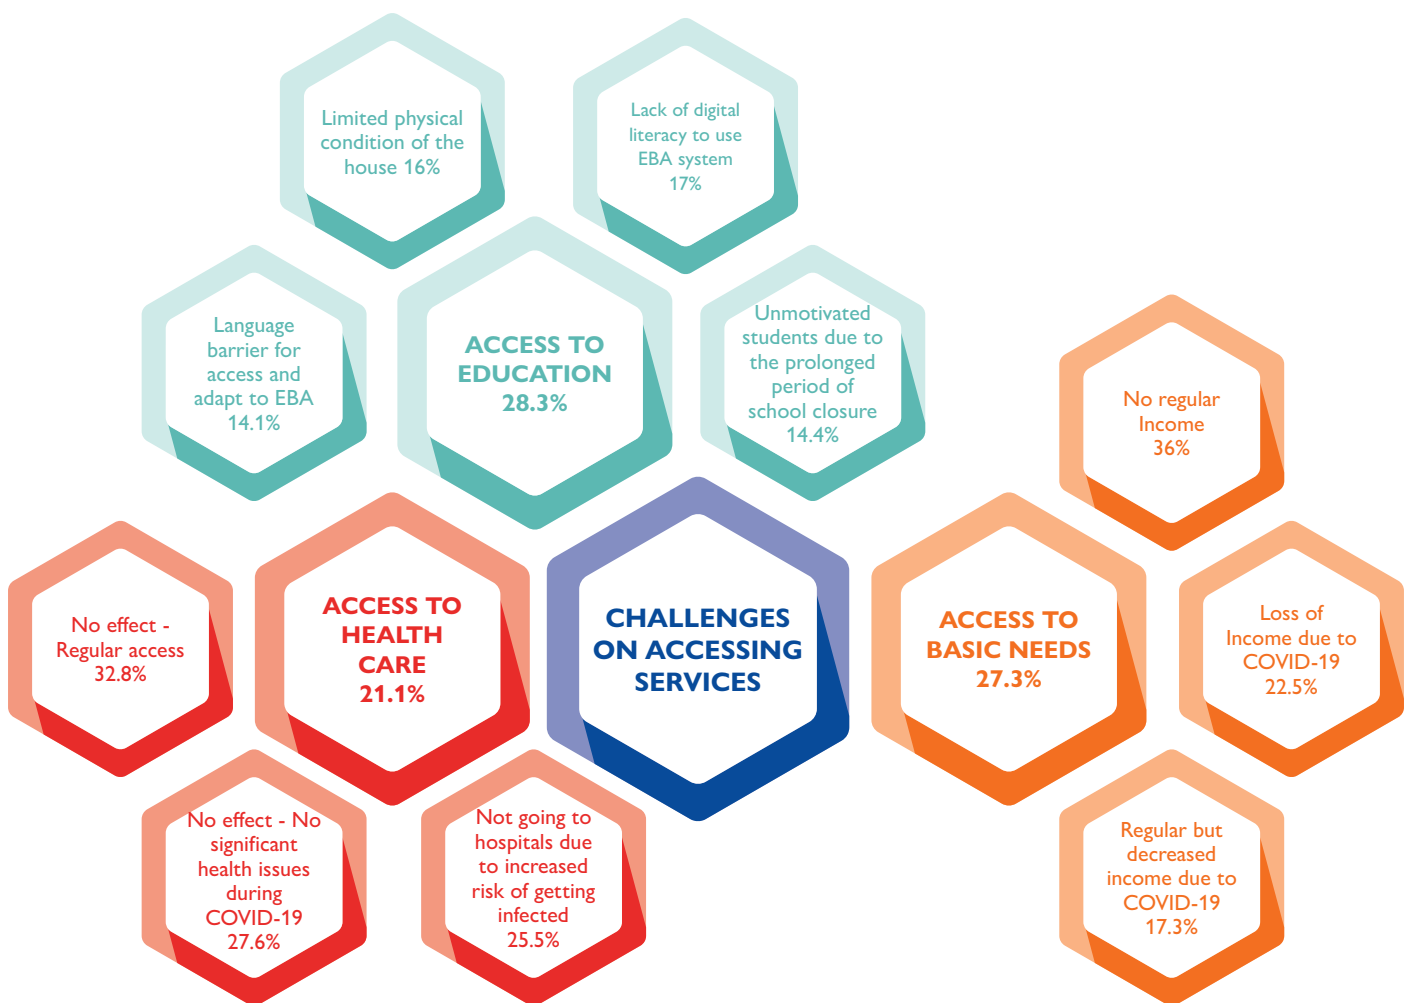 Limited physical
condition of the
house 16%
Lack of digital
literacy to use
EBA system
17%
Language
barrier for
access and
adapt to EBA
14.1%
ACCESS TO
EDUCATION
28.3%
Unmotivated
students due to
the prolonged
period of
school closure
14.4%
No regular
Income
36%
No effect -
Regular access
32.8%
ACCESS TO
HEALTH
CARE
21.1%
CHALLENGES
ON ACCESSING
SERVICES
ACCESS TO
BASIC NEEDS
27.3%
Loss of
Income due to
COVID-19
22.5%
No effect - No
significant
health issues
during
COVID-19
27.6%
Not going to
hospitals due
to increased
risk of getting
infected
25.5%
Regular but
decreased
income due to
COVID-19
17.3%